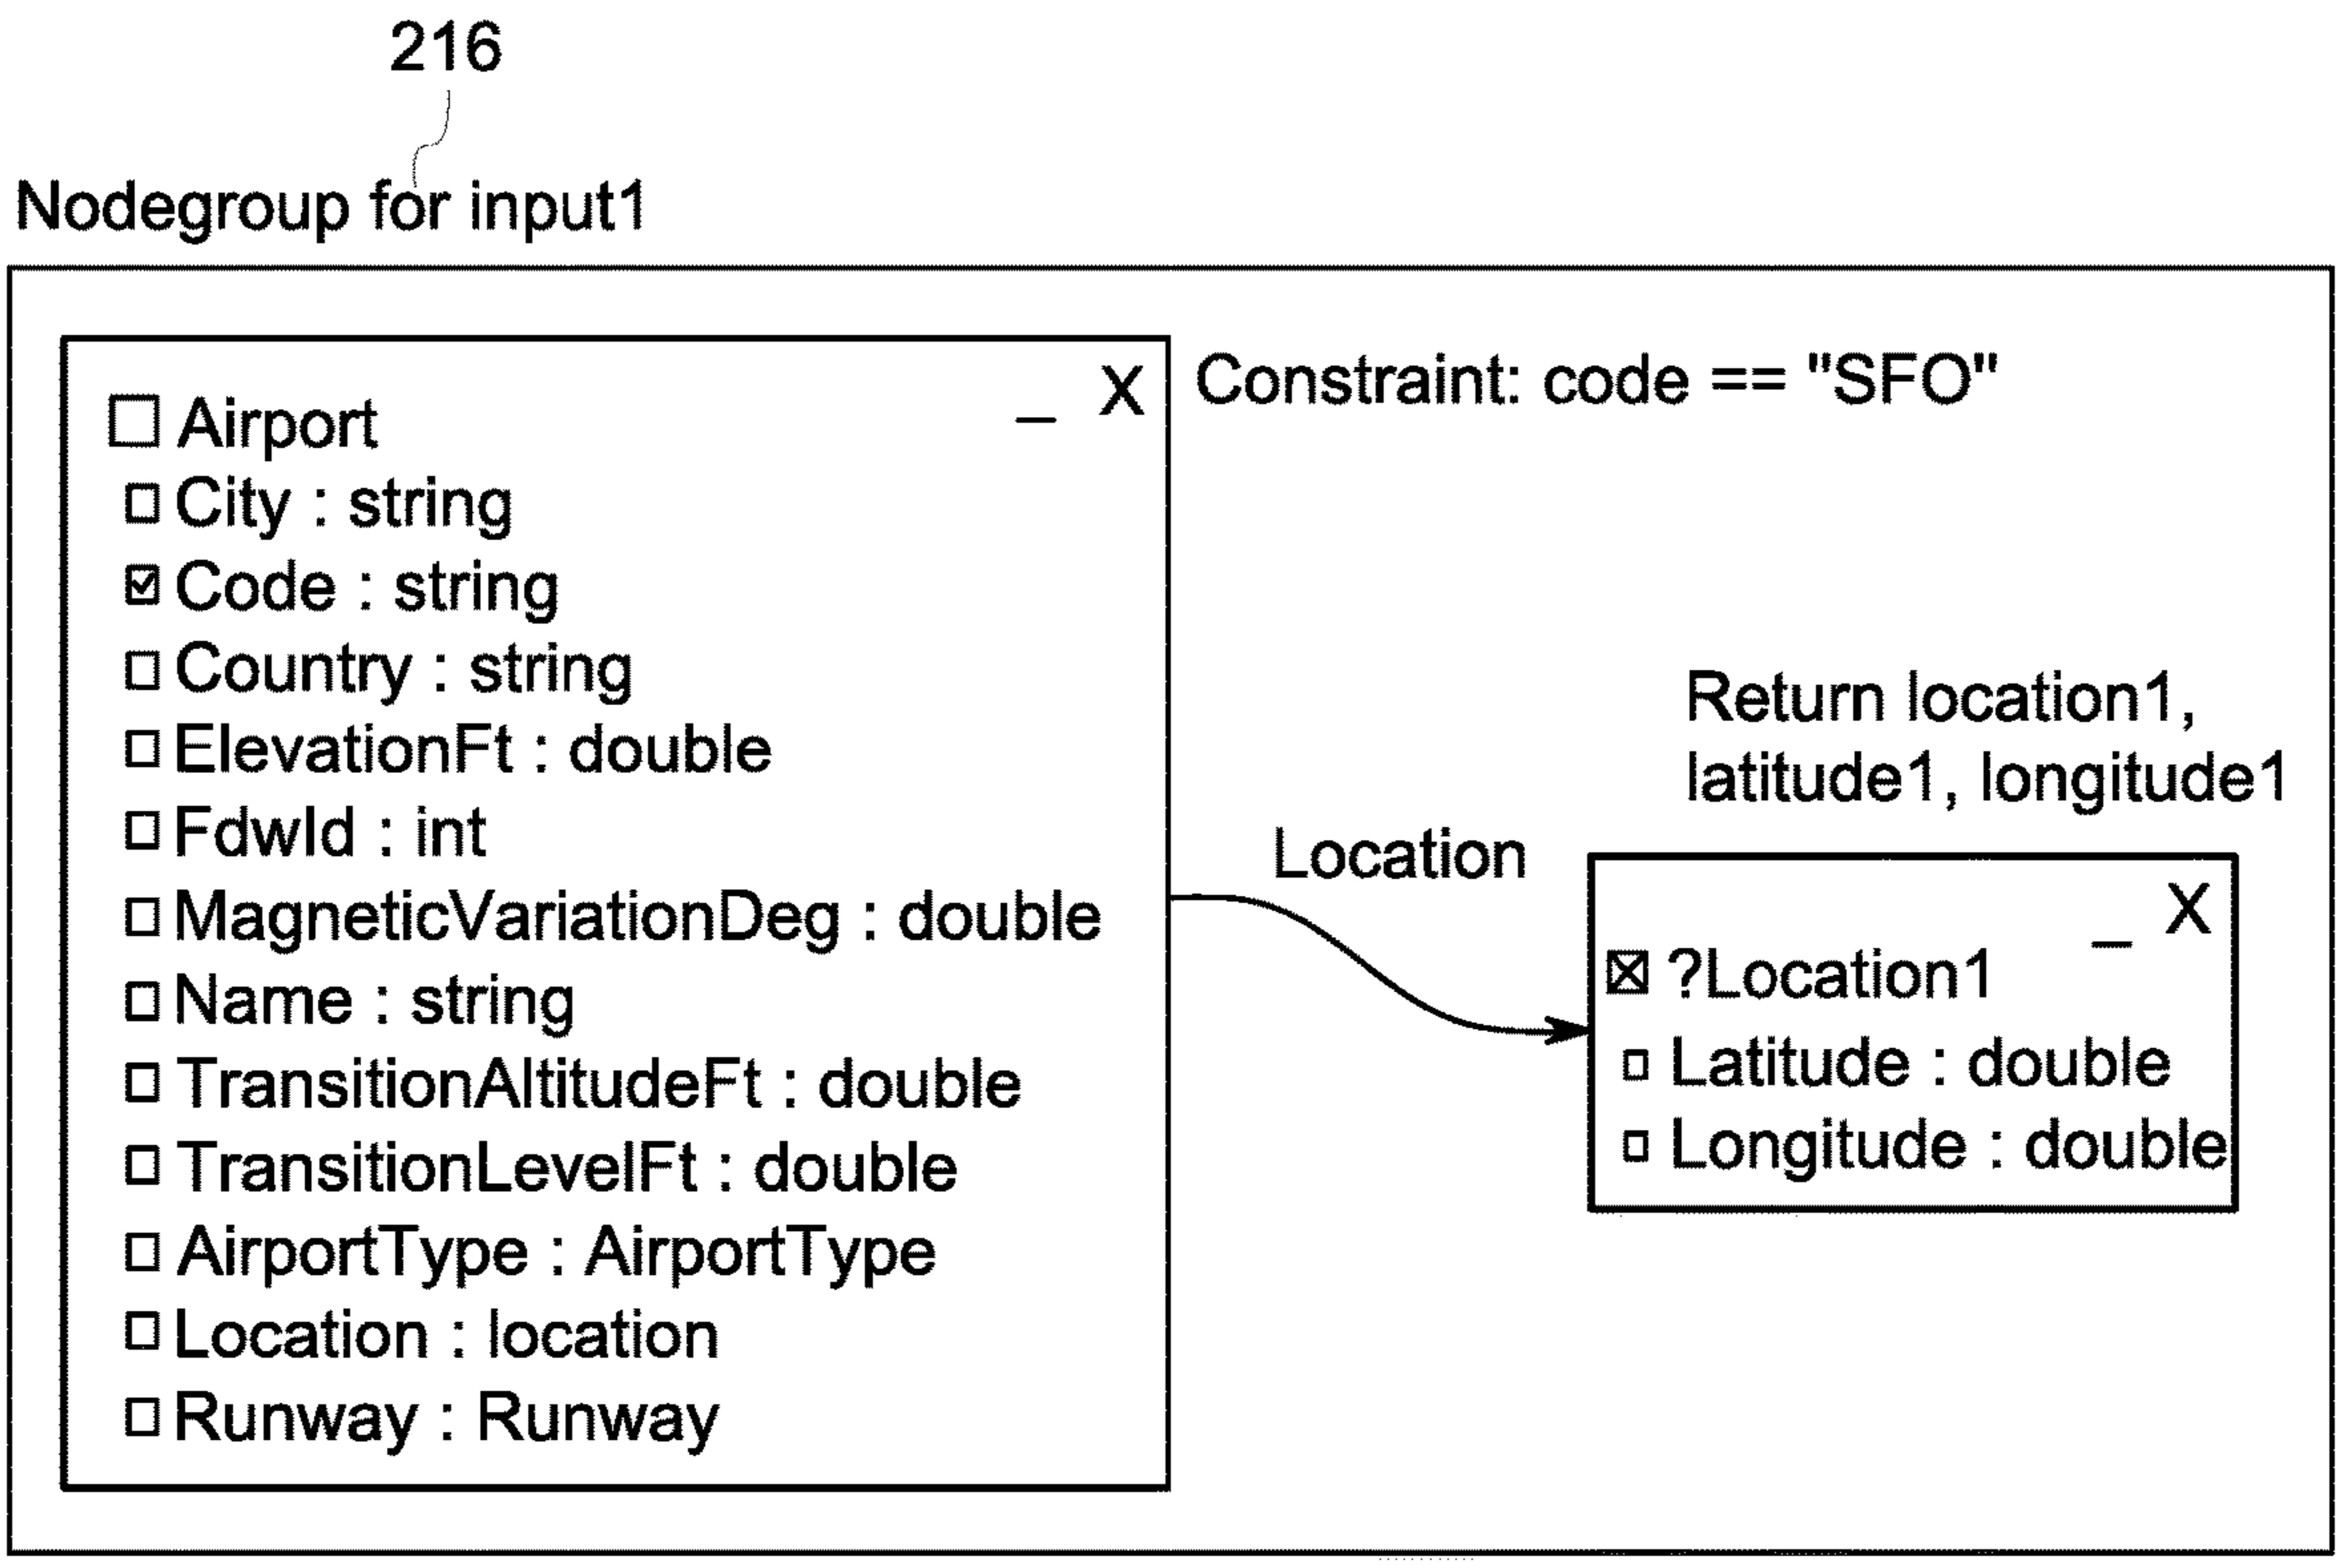 216
Nodegroup for input1
_ X
Airport
City : string
Code : string
Country : string
ElevationFt : double
FdwId : int
MagneticVariationDeg : double
Name : string
TransitionAltitudeFt : double
TransitionLevelFt : double
AirportType : AirportType
Location : location
Runway : Runway
Constraint: code == "SFO"
Location
Return location1,
latitude1, longitude1
_ X
?Location1
Latitude : double
Longitude : double